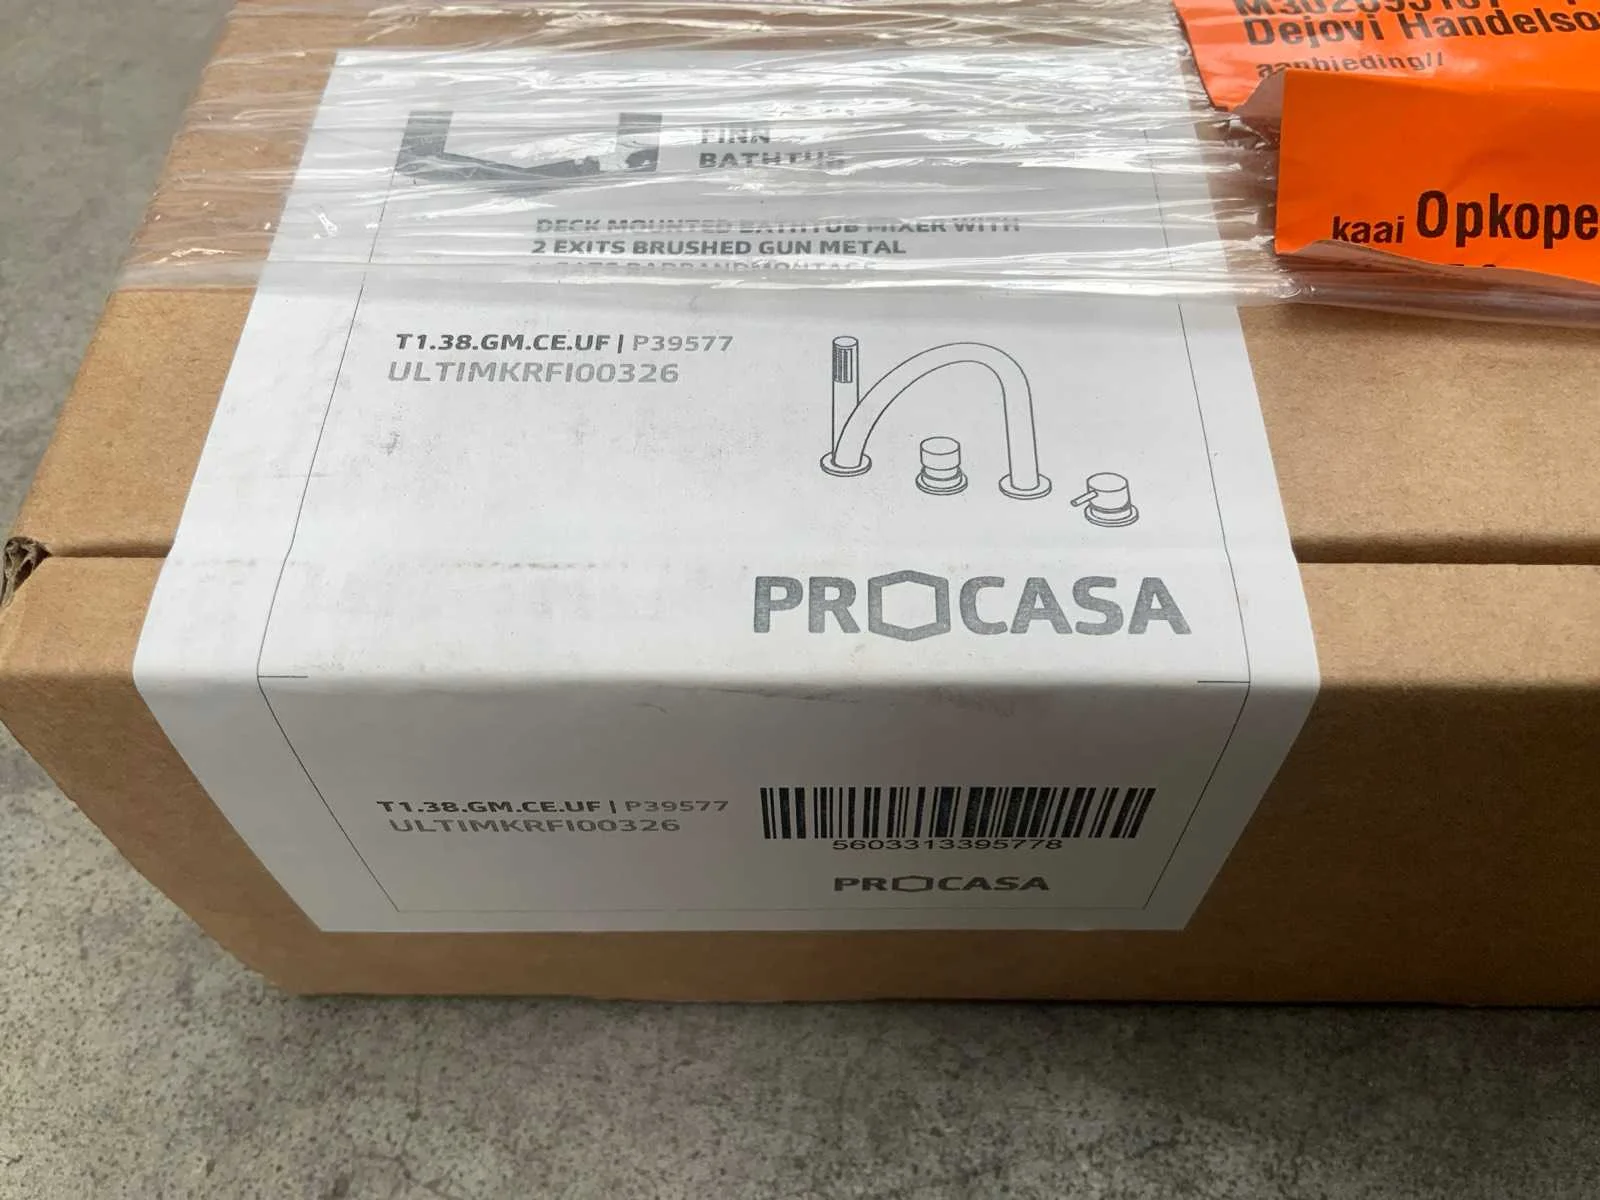 Dejovi
aanbieding//
kaai Opkope
FINN
BATHTUB
DECK MOUNTED BATHTUB MIXER WITH
2 EXITS BRUSHED GUN METAL
T1.38.GM.CE.UF | P39577
ULTIMKRFI00326
PROCASA
T1.38.GM.CE.UF | P39577
ULTIMKRFI00326
5603313395778
PROCASA